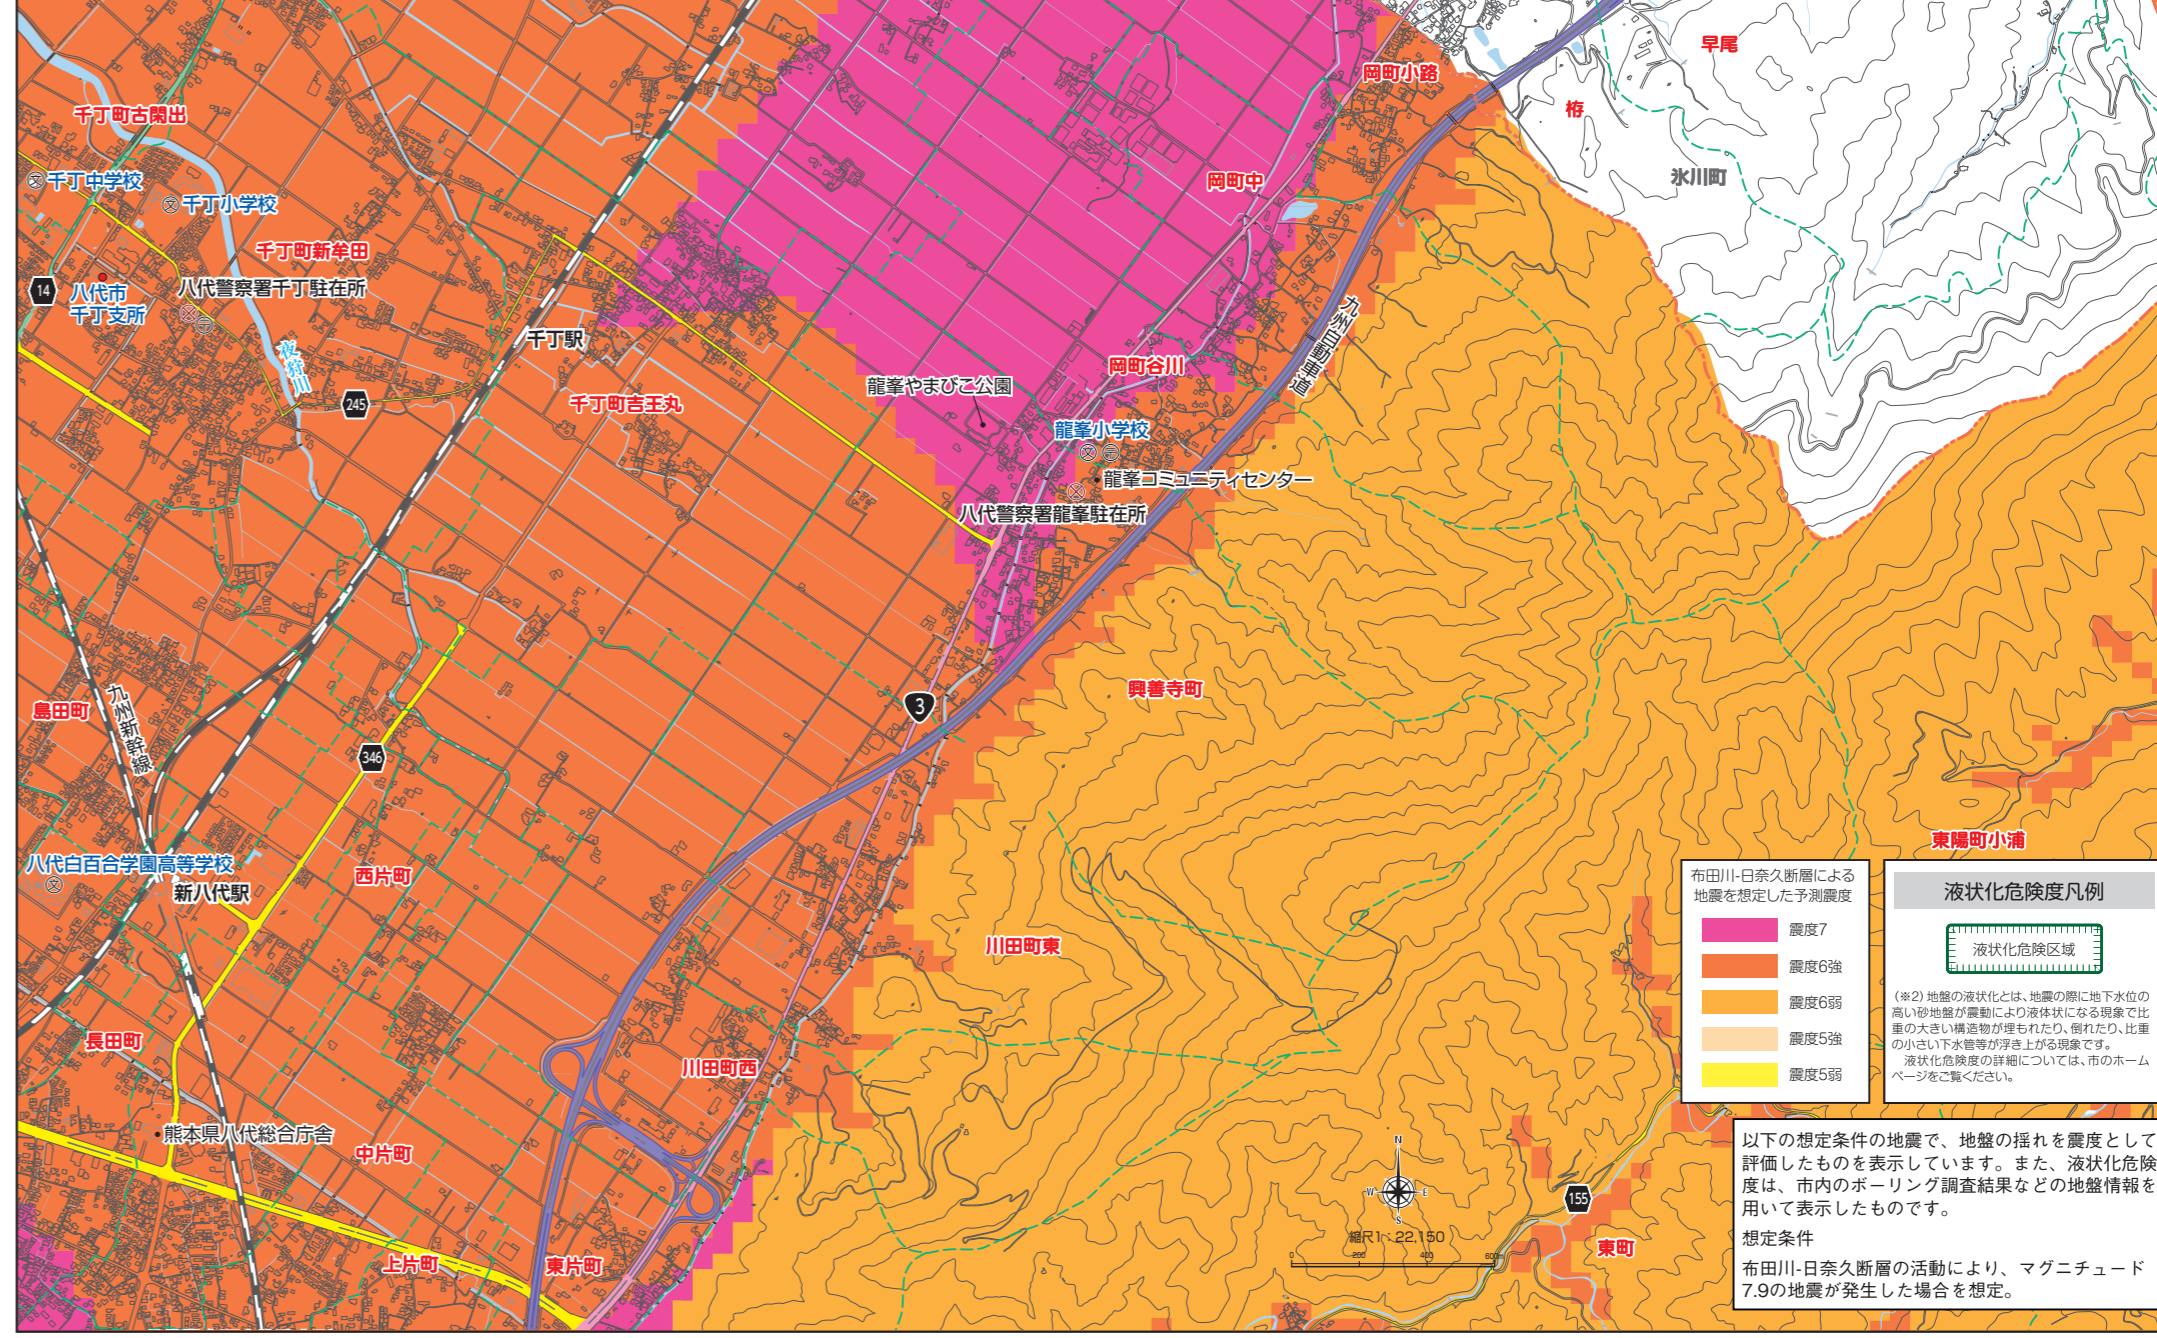 早尾
岡町小路
栫
千丁町古閑出
氷川町
千丁中学校
岡町中
千丁小学校
千丁町新牟田
14
八代市
千丁支所
八代警察署千丁駐在所
九州自動車道
千丁駅
夜狩川
岡町谷川
龍峯やまびこ公園
245
千丁町吉王丸
龍峯小学校
龍峯コミュニティセンター
八代警察署龍峯駐在所
興善寺町
島田町
九州新幹線
3
346
東陽町小浦
八代白百合学園高等学校
新八代駅
西片町
川田町東
長田町
川田町西
熊本県八代総合庁舎
中片町
上片町
東片町
155
東町
N
W
E
S
縮尺1：22,150
0 200 400 600m
布田川-日奈久断層による
地震を想定した予測震度
震度7
震度6強
震度6弱
震度5強
震度5弱
液状化危険度凡例
液状化危険区域
(※2) 地盤の液状化とは、地震の際に地下水位の
高い砂地盤が震動により液体状になる現象で比
重の大きい構造物が埋もれたり、倒れたり、比重
の小さい下水管等が浮き上がる現象です。
液状化危険度の詳細については、市のホーム
ページをご覧ください。
以下の想定条件の地震で、地盤の揺れを震度として
評価したものを表示しています。また、液状化危険
度は、市内のボーリング調査結果などの地盤情報を
用いて表示したものです。
想定条件
布田川-日奈久断層の活動により、マグニチュード
7.9の地震が発生した場合を想定。